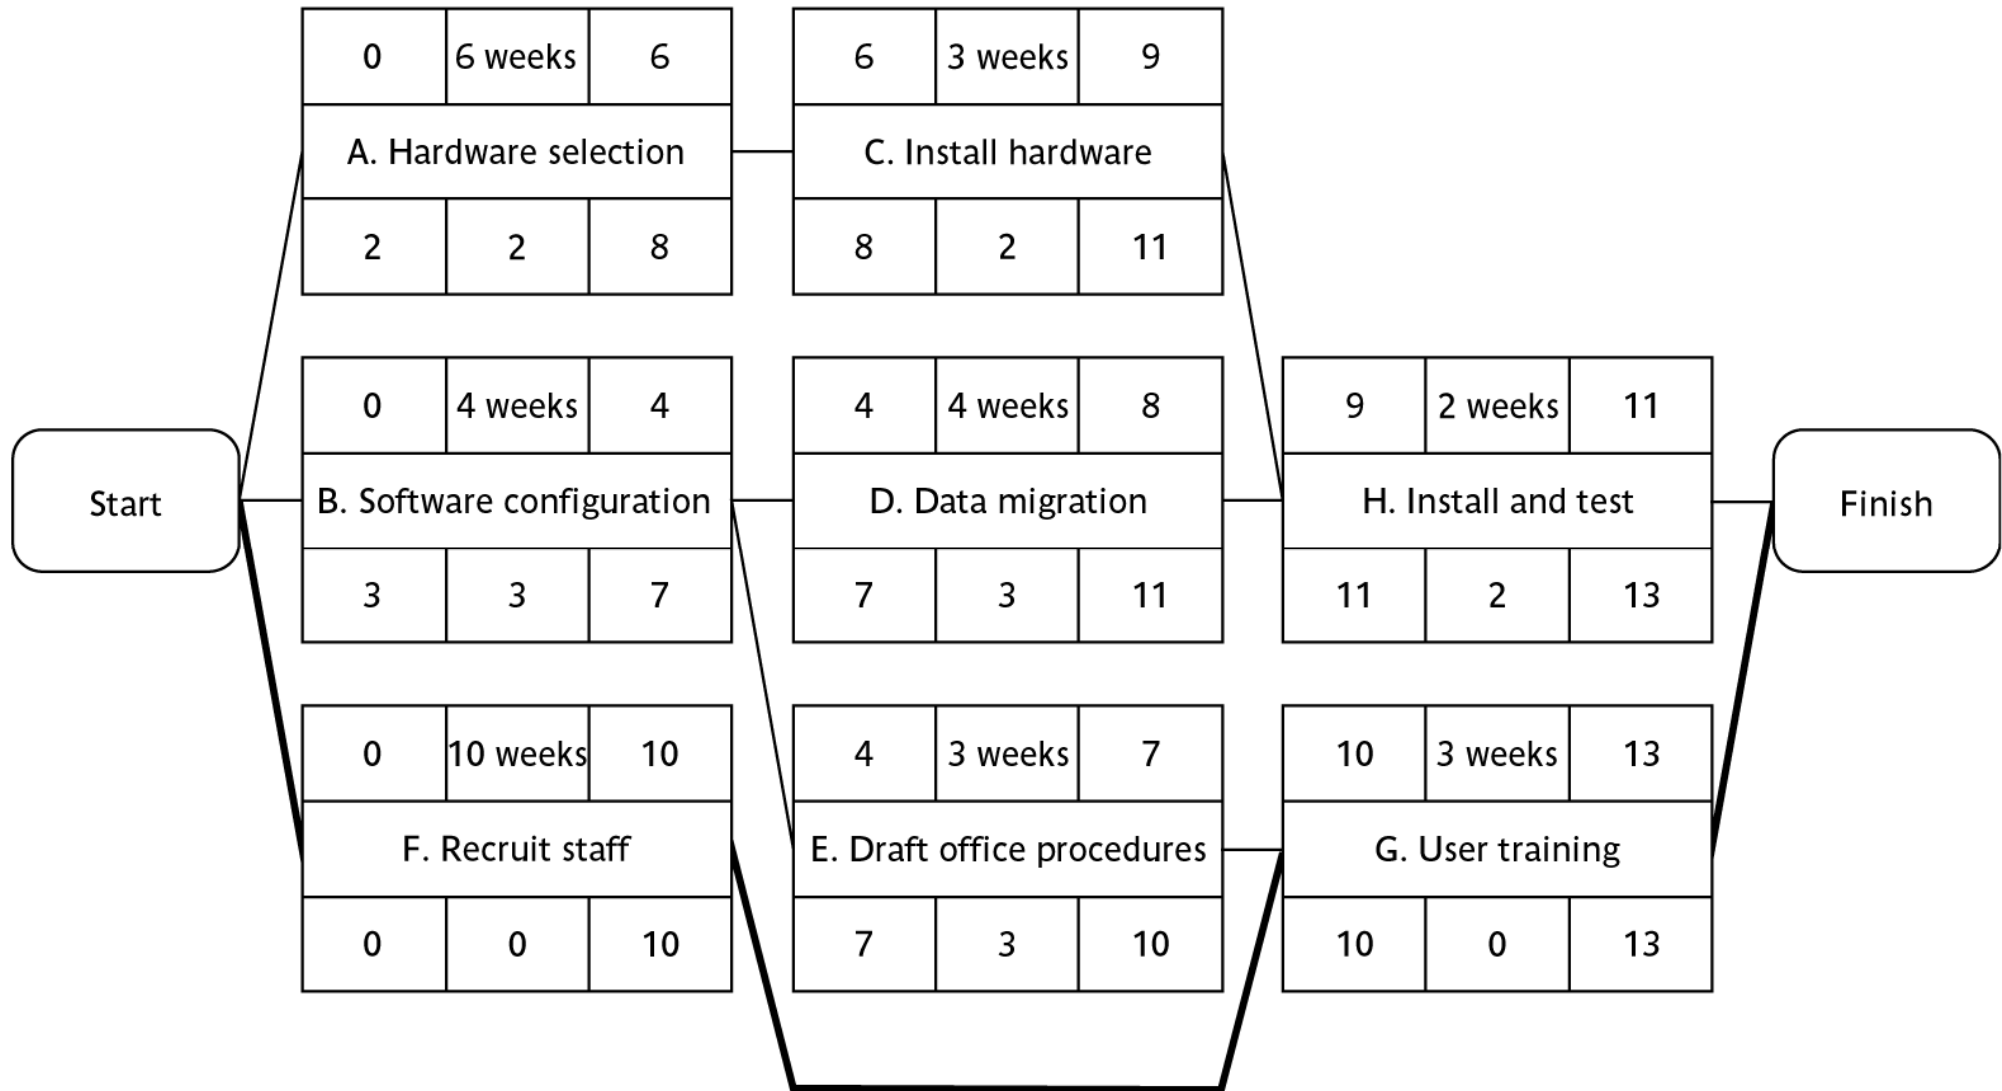 0 6 weeks 6
A. Hardware selection
2 2 8
6 3 weeks 9
C. Install hardware
8 2 11
Start
0 4 weeks 4
B. Software configuration
3 3 7
4 4 weeks 8
D. Data migration
7 3 11
9 2 weeks 11
H. Install and test
11 2 13
Finish
0 10 weeks 10
F. Recruit staff
0 0 10
4 3 weeks 7
E. Draft office procedures
7 3 10
10 3 weeks 13
G. User training
10 0 13